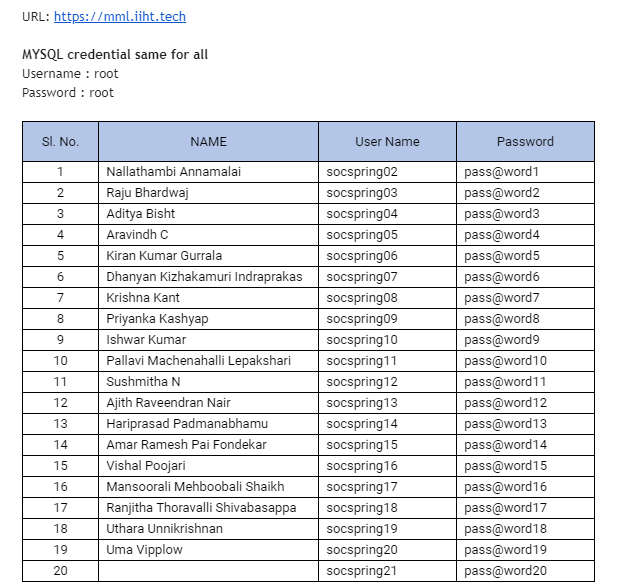 URL: https://mml.iiht.tech
MYSQL credential same for all
Username : root
Password : root
Sl. No. NAME User Name Password
1 Nallathambi Annamalai socspring02 pass@word1
2 Raju Bhardwaj socspring03 pass@word2
3 Aditya Bisht socspring04 pass@word3
4 Aravindh C socspring05 pass@word4
5 Kiran Kumar Gurrala socspring06 pass@word5
6 Dhanyan Kizhakamuri Indraprakas socspring07 pass@word6
7 Krishna Kant socspring08 pass@word7
8 Priyanka Kashyap socspring09 pass@word8
9 Ishwar Kumar socspring10 pass@word9
10 Pallavi Machenahalli Lepakshari socspring11 pass@word10
11 Sushmitha N socspring12 pass@word11
12 Ajith Raveendran Nair socspring13 pass@word12
13 Hariprasad Padmanabhamu socspring14 pass@word13
14 Amar Ramesh Pai Fondekar socspring15 pass@word14
15 Vishal Poojari socspring16 pass@word15
16 Mansoorali Mehboobali Shaikh socspring17 pass@word16
17 Ranjitha Thoravalli Shivabasappa socspring18 pass@word17
18 Uthara Unnikrishnan socspring19 pass@word18
19 Uma Vipplow socspring20 pass@word19
20 socspring21 pass@word20